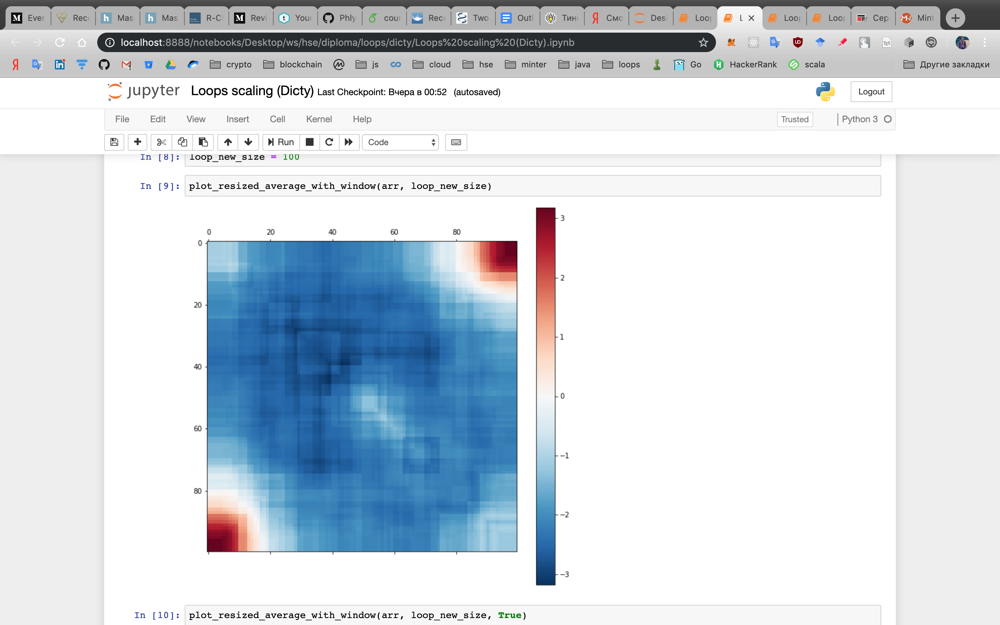 Ever Reco Mas Mas R-Cl Revi Your Phly cour Rece Two Outl Тинь Смо Desk Loop L Loop Loop Сер Mint
localhost:8888/notebooks/Desktop/ws/hse/diploma/loops/dicty/Loops%20scaling%20(Dicty).ipynb
crypto blockchain js cloud hse minter java loops Go HackerRank scala Другие закладки
jupyter Loops scaling (Dicty) Last Checkpoint: Вчера в 00:52 (autosaved) Logout
File Edit View Insert Cell Kernel Help Trusted Python 3
Run Code
In [8]: loop_new_size = 100
In [9]: plot_resized_average_with_window(arr, loop_new_size)
0 20 40 60 80
0
20
40
60
80
3
2
1
0
−1
−2
−3
In [10]: plot_resized_average_with_window(arr, loop_new_size, True)